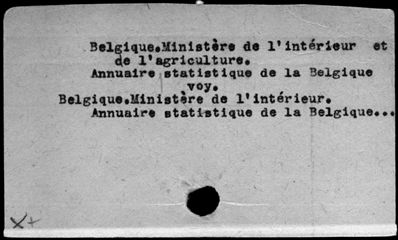 Belgique.Ministère de l'intérieur et
de l'agriculture.
Annuaire statistique de la Belgique
voy.
Belgique.Ministère de l'intérieur.
Annuaire statistique de la Belgique...
X+